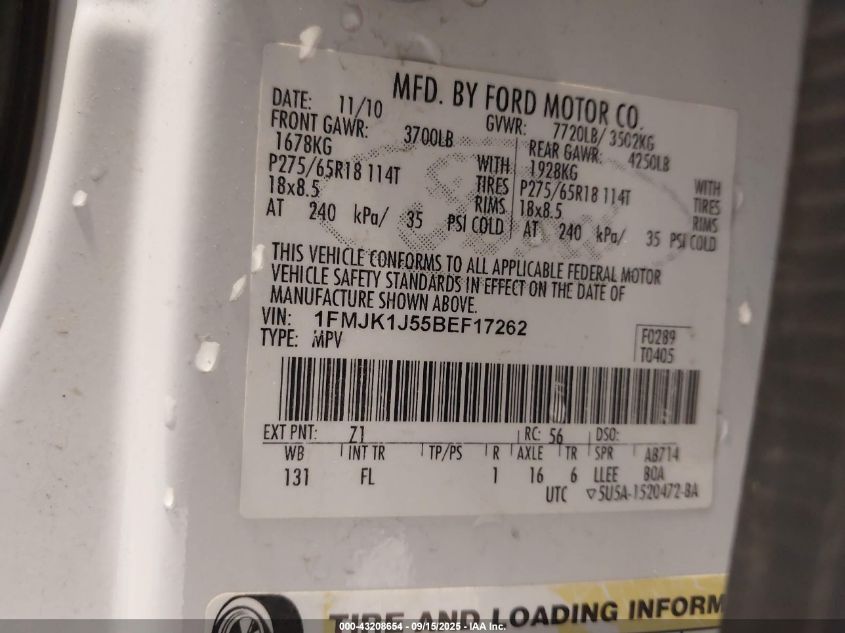 MFD. BY FORD MOTOR CO.
DATE: 11/10 GVWR: 7720LB/ 3502KG
FRONT GAWR: 3700LB REAR GAWR: 4250LB
1678KG WITH 1928KG WITH
P275/65R18 114T TIRES P275/65R18 114T TIRES
18x8.5 RIMS 18x8.5 RIMS
AT 240 kPa/ 35 PSI COLD AT 240 kPa/ 35 PSI COLD
THIS VEHICLE CONFORMS TO ALL APPLICABLE FEDERAL MOTOR
VEHICLE SAFETY STANDARDS IN EFFECT ON THE DATE OF
MANUFACTURE SHOWN ABOVE.
VIN: 1FMJK1J55BEF17262
TYPE: MPV
F0289
T0405
EXT PNT: Z1 RC: 56 DSO:
WB INT TR TP/PS R AXLE TR SPR AB714
131 FL 1 16 6 LLEE BOA
UTC ▽5U5A-1520472-BA
TIRE AND LOADING INFORM
000-43208654 - 09/15/2025 - IAA Inc.